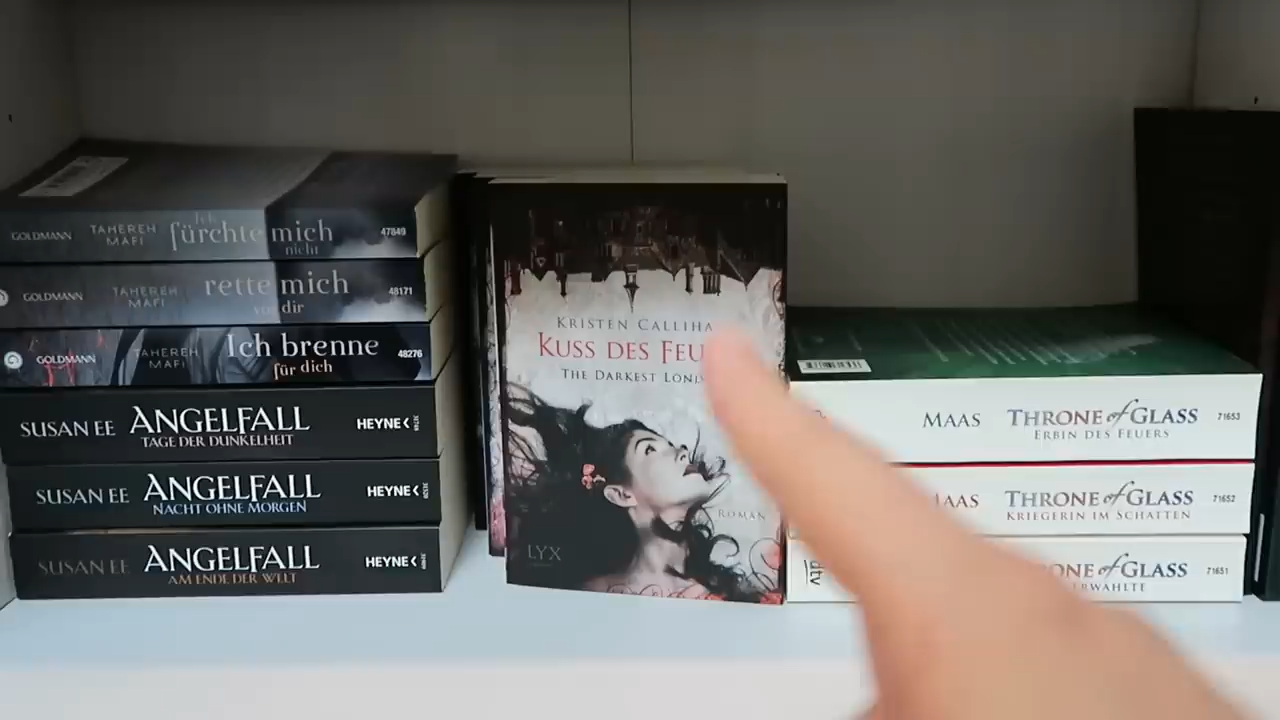 GOLDMANN TAHEREH MAFI Ich fürchte mich nicht 47849
GOLDMANN TAHEREH MAFI rette mich vor dir 48171
GOLDMANN TAHEREH MAFI Ich brenne für dich 48276
SUSAN EE ANGELFALL TAGE DER DUNKELHEIT HEYNE
SUSAN EE ANGELFALL NACHT OHNE MORGEN HEYNE
SUSAN EE ANGELFALL AM ENDE DER WELT HEYNE
KRISTEN CALLIHA
KUSS DES FEU
THE DARKEST LOND
ROMAN
LYX
MAAS THRONE of GLASS ERBIN DES FEUERS 71653
MAAS THRONE of GLASS KRIEGERIN IM SCHATTEN 71652
dtv ONE of GLASS ERWÄHLTE 71651